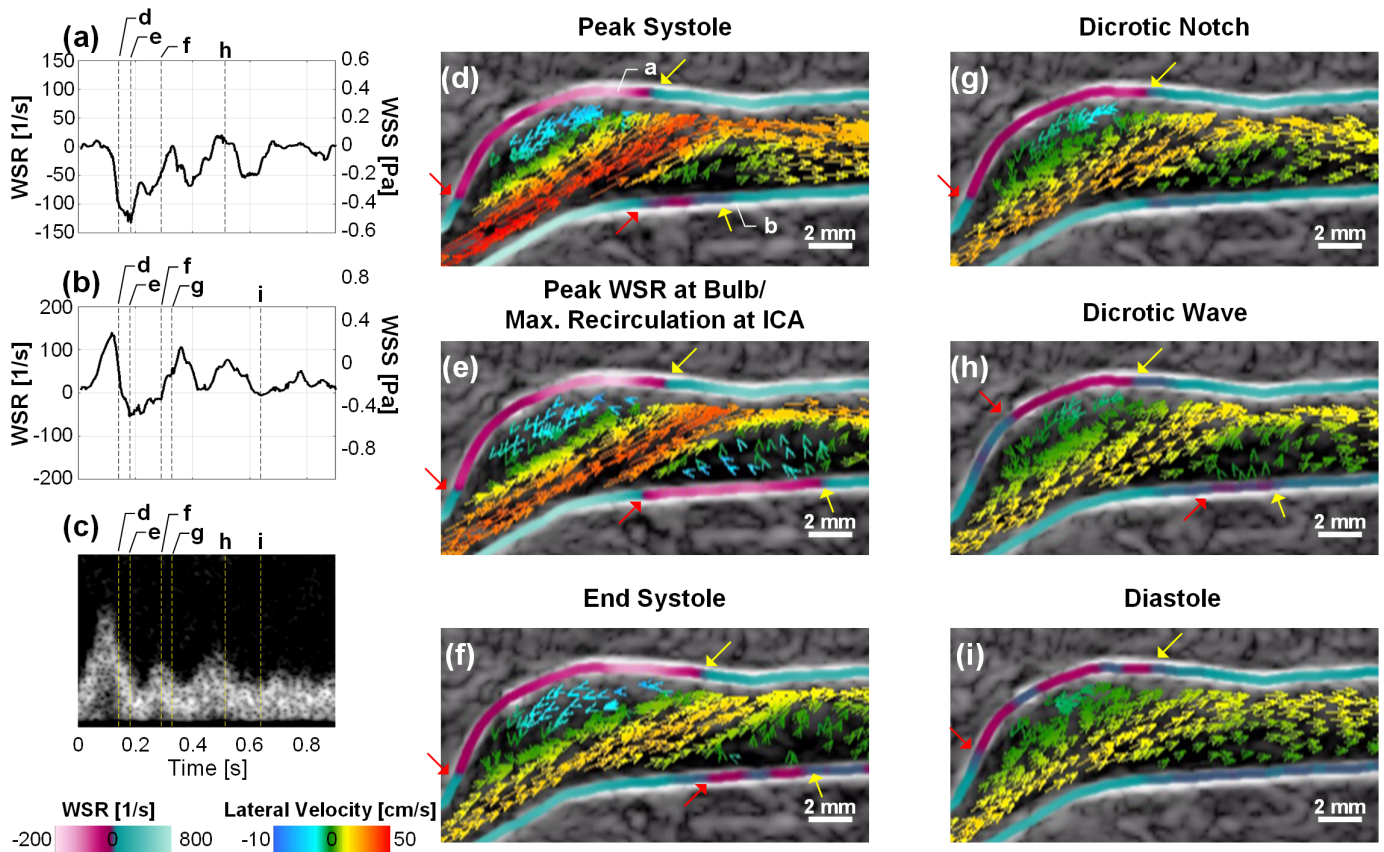 (a)
d
e
f
h
150
100
50
0
-50
-100
-150
WSR [1/s]
0.6
0.4
0.2
0
-0.2
-0.4
-0.6
WSS [Pa]
(b)
d
e
f
g
i
200
100
0
-100
-200
WSR [1/s]
0.8
0.4
0
-0.4
-0.8
WSS [Pa]
(c)
d
e
f
g
h
i
0 0.2 0.4 0.6 0.8
Time [s]
WSR [1/s]
-200 0 800
Lateral Velocity [cm/s]
-10 0 50
Peak Systole
(d)
a
b
2 mm
Peak WSR at Bulb/
Max. Recirculation at ICA
(e)
2 mm
End Systole
(f)
2 mm
Dicrotic Notch
(g)
2 mm
Dicrotic Wave
(h)
2 mm
Diastole
(i)
2 mm